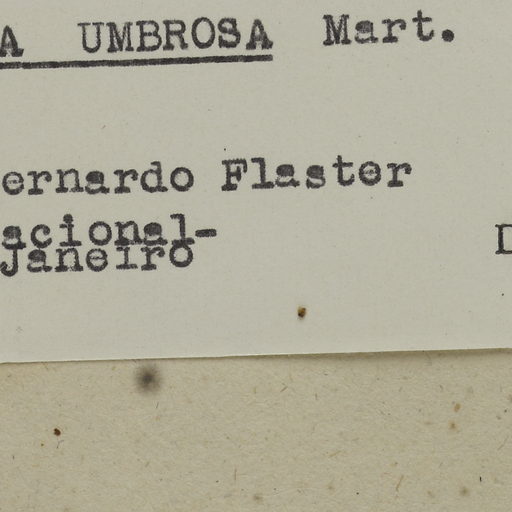 A UMBROSA Mart.
ernardo Flaster
acional-
Janeiro D